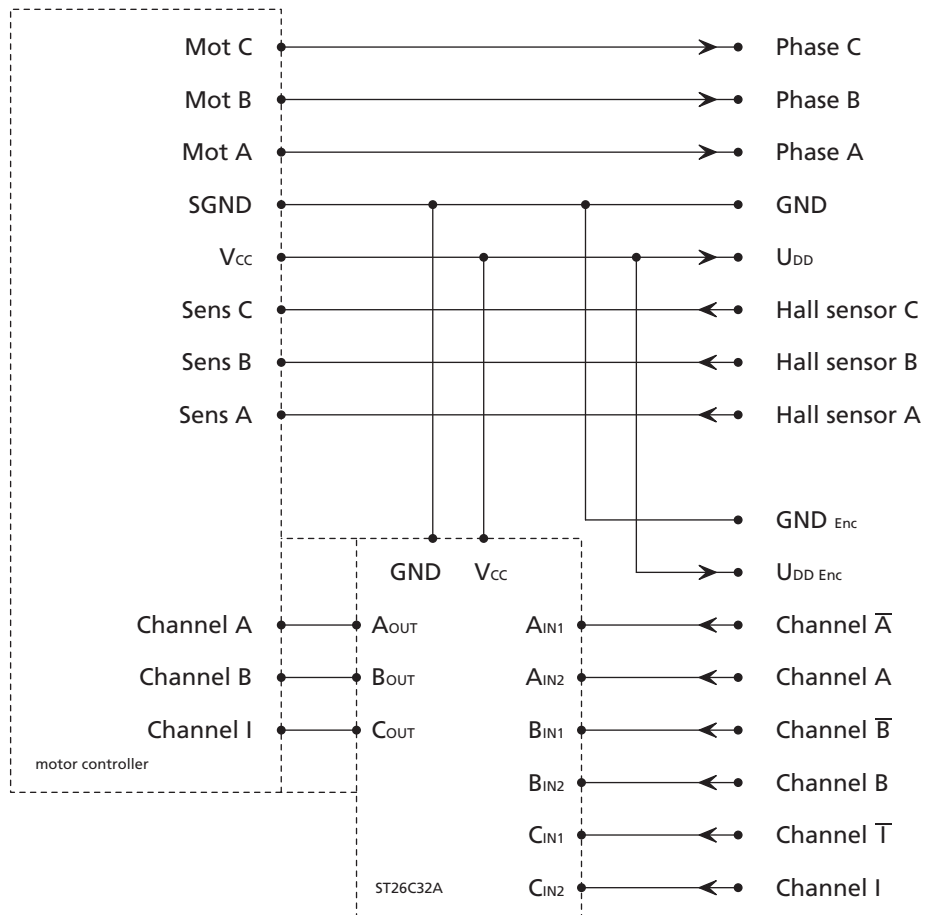 Mot C Phase C
Mot B Phase B
Mot A Phase A
SGND GND
Vcc UDD
Sens C Hall sensor C
Sens B Hall sensor B
Sens A Hall sensor A
GND Enc
GND VCC UDD Enc
Channel A AOUT AIN1 Channel A̅
Channel B BOUT AIN2 Channel A
Channel I COUT BIN1 Channel B̅
motor controller
BIN2 Channel B
CIN1 Channel I̅
ST26C32A CIN2 Channel I